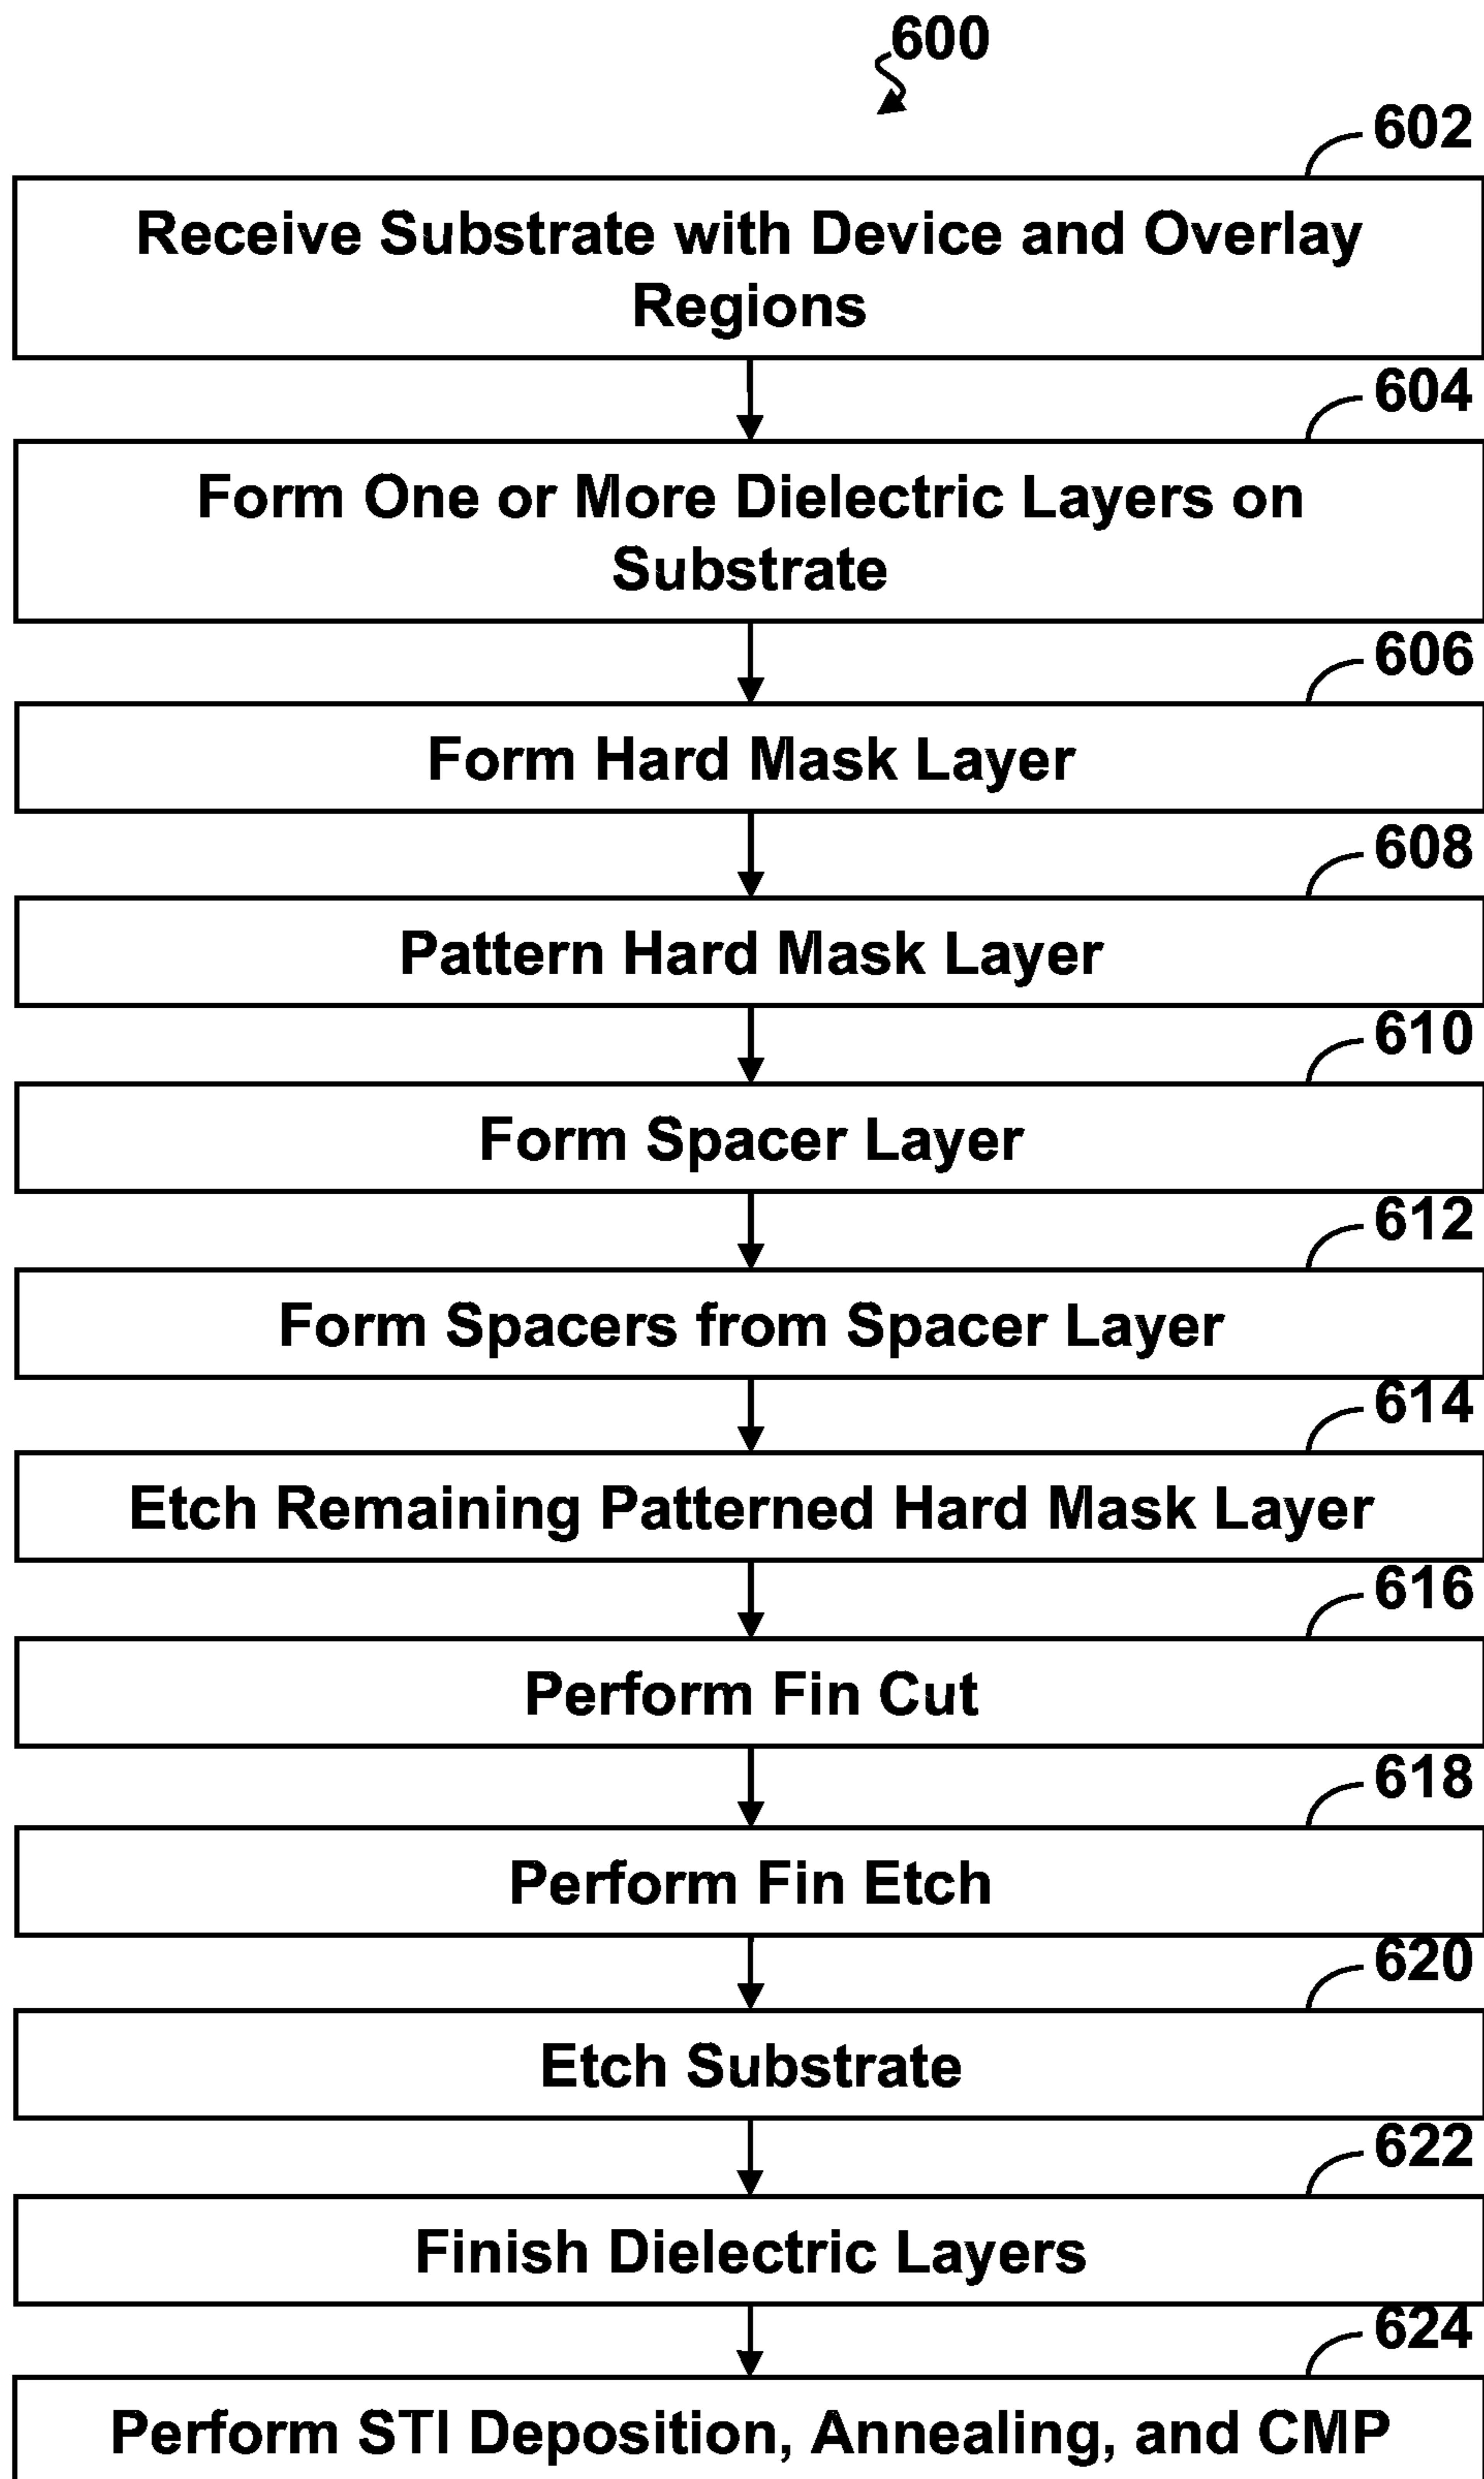 600
602
Receive Substrate with Device and Overlay
Regions
604
Form One or More Dielectric Layers on
Substrate
606
Form Hard Mask Layer
608
Pattern Hard Mask Layer
610
Form Spacer Layer
612
Form Spacers from Spacer Layer
614
Etch Remaining Patterned Hard Mask Layer
616
Perform Fin Cut
618
Perform Fin Etch
620
Etch Substrate
622
Finish Dielectric Layers
624
Perform STI Deposition, Annealing, and CMP